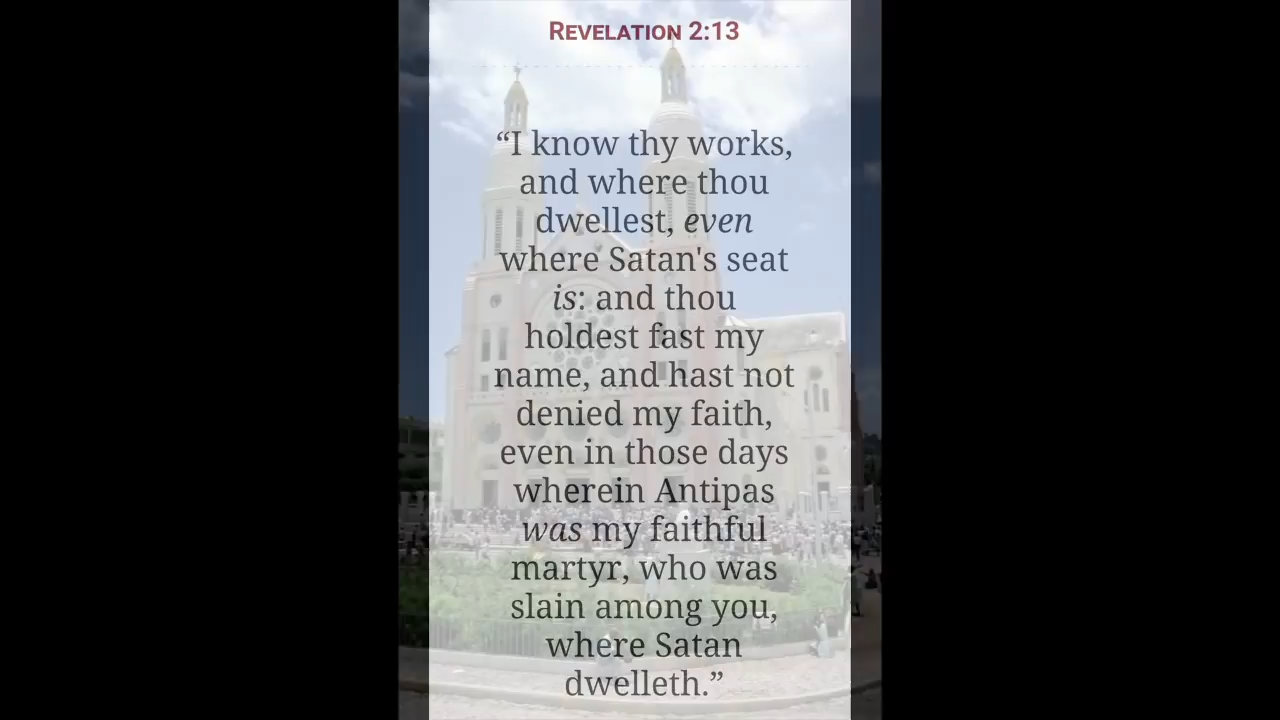 REVELATION 2:13
“I know thy works,
and where thou
dwellest, even
where Satan's seat
is: and thou
holdest fast my
name, and hast not
denied my faith,
even in those days
wherein Antipas
was my faithful
martyr, who was
slain among you,
where Satan
dwelleth.”